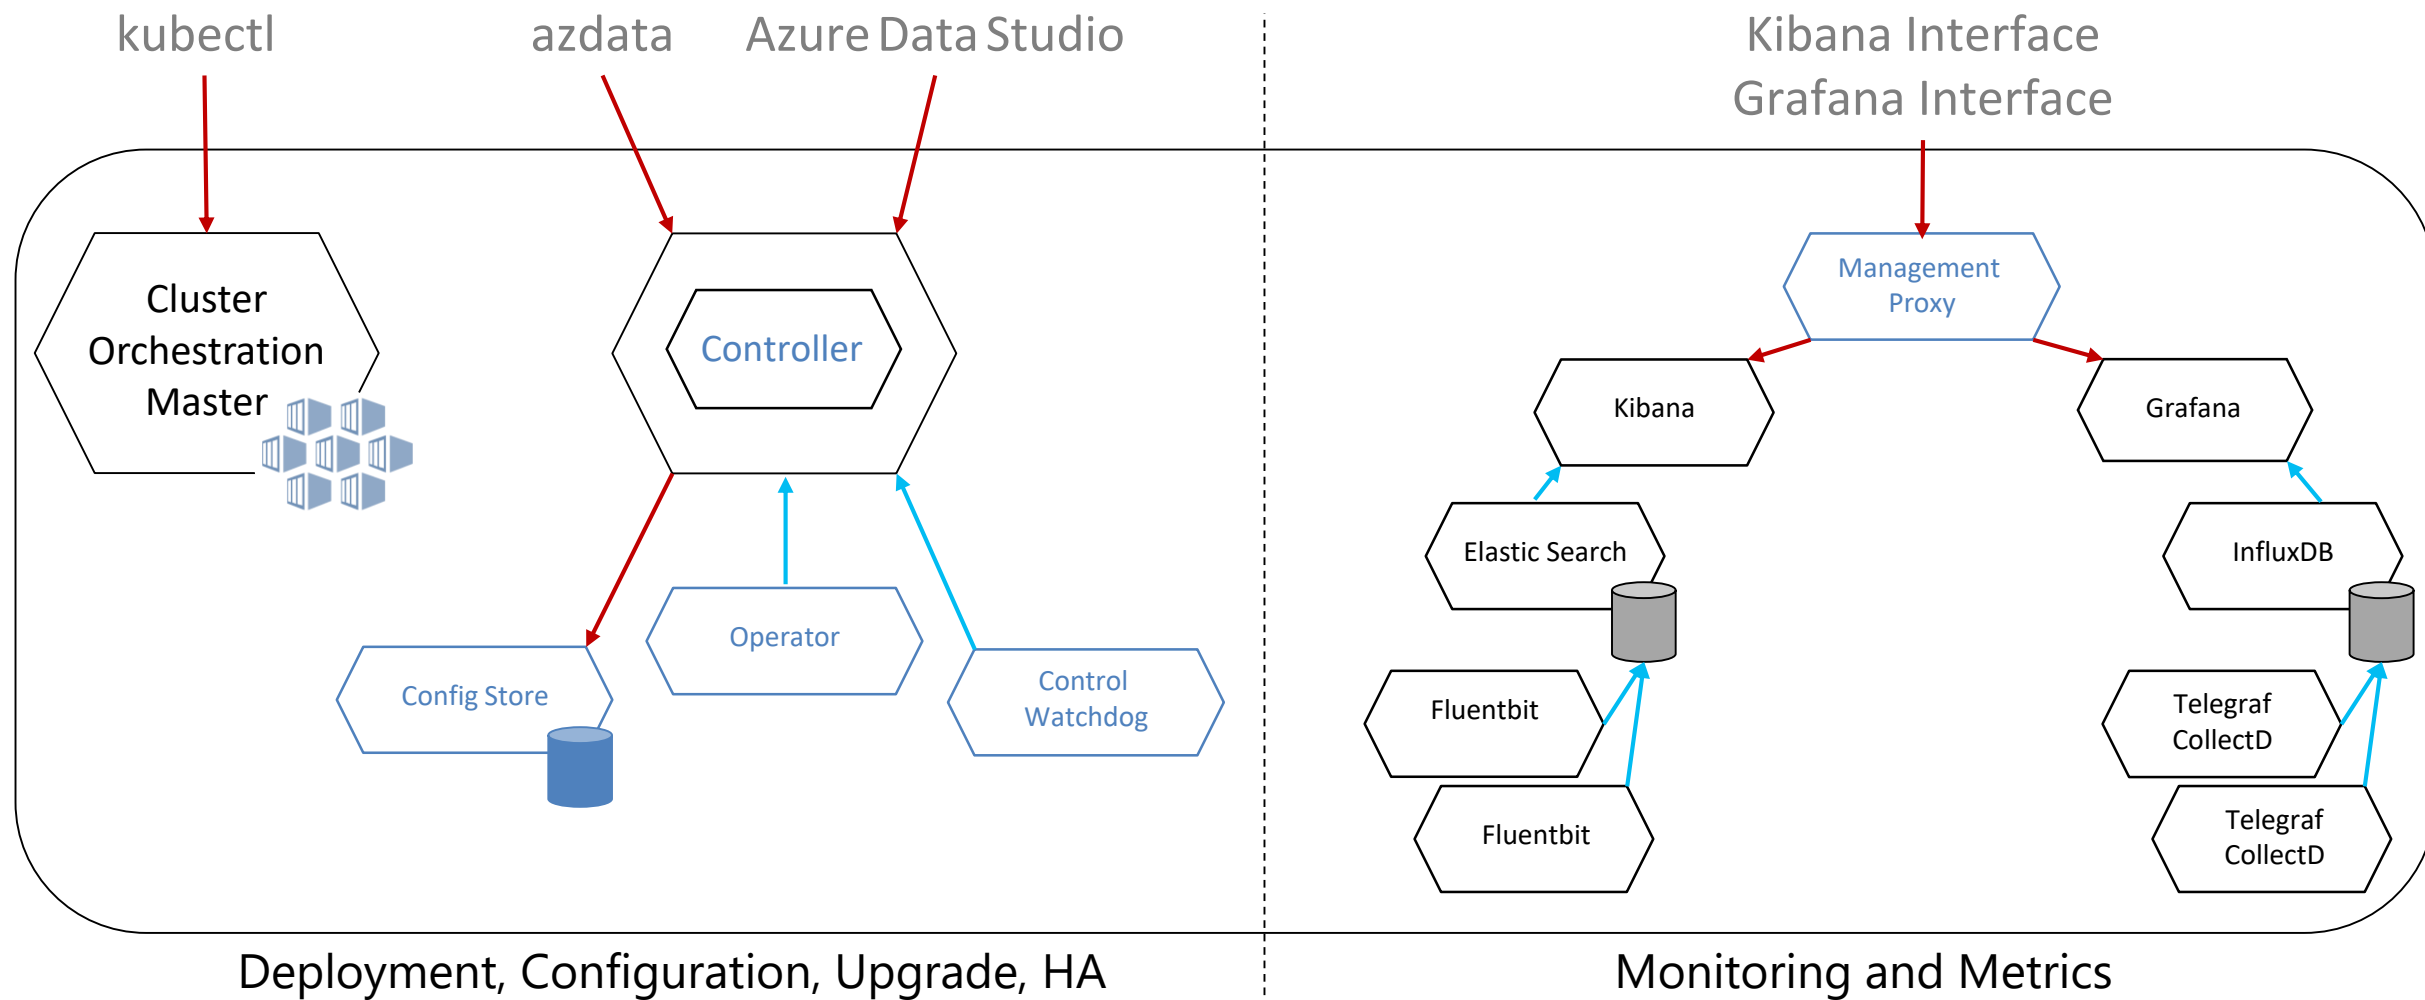 kubectl
azdata
Azure Data Studio
Kibana Interface
Grafana Interface
Cluster
Orchestration
Master
Controller
Operator
Config Store
Control
Watchdog
Management
Proxy
Kibana
Grafana
Elastic Search
InfluxDB
Fluentbit
Fluentbit
Telegraf
CollectD
Telegraf
CollectD
Deployment, Configuration, Upgrade, HA
Monitoring and Metrics